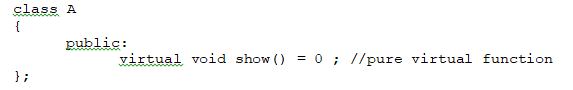 class A
{
public:
virtual void show() = 0 ; //pure virtual function
};